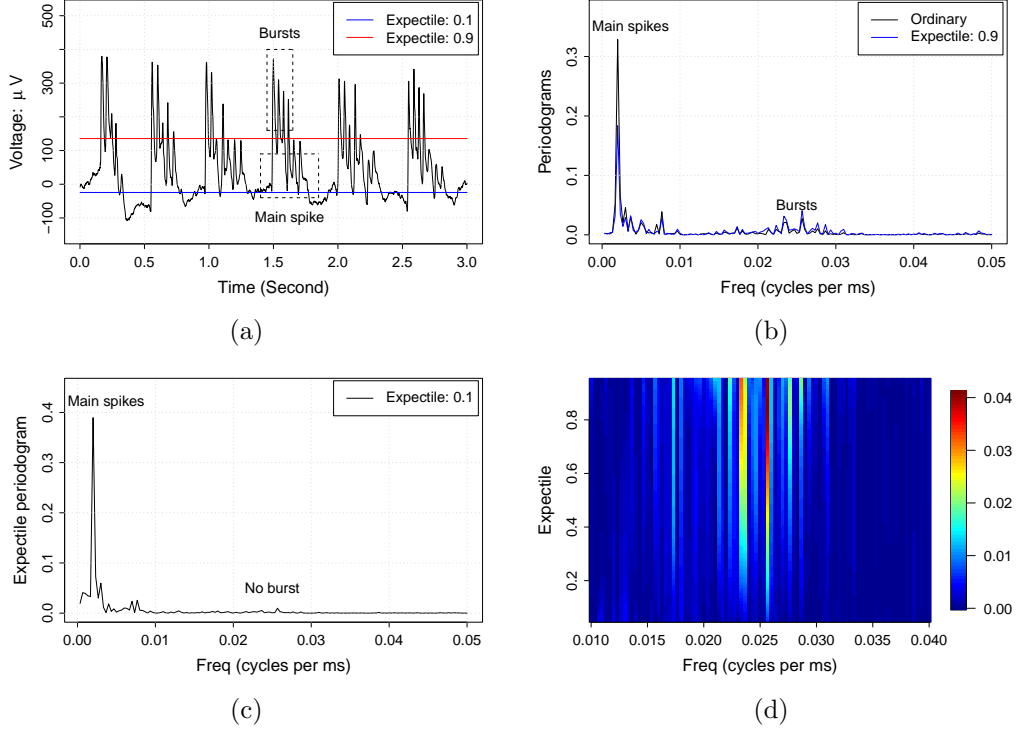 500
300
100
0
−100
Voltage: μ V
Expectile: 0.1
Expectile: 0.9
Bursts
Main spike
0.0 0.5 1.0 1.5 2.0 2.5 3.0
Time (Second)
(a)
0.3
0.2
0.1
0.0
Periodograms
Main spikes
Ordinary
Expectile: 0.9
Bursts
0.00 0.01 0.02 0.03 0.04 0.05
Freq (cycles per ms)
(b)
0.4
0.3
0.2
0.1
0.0
Expectile periodogram
Main spikes
Expectile: 0.1
No burst
0.00 0.01 0.02 0.03 0.04 0.05
Freq (cycles per ms)
(c)
0.8
0.6
0.4
0.2
Expectile
0.04
0.03
0.02
0.01
0.00
0.010 0.015 0.020 0.025 0.030 0.035 0.040
Freq (cycles per ms)
(d)